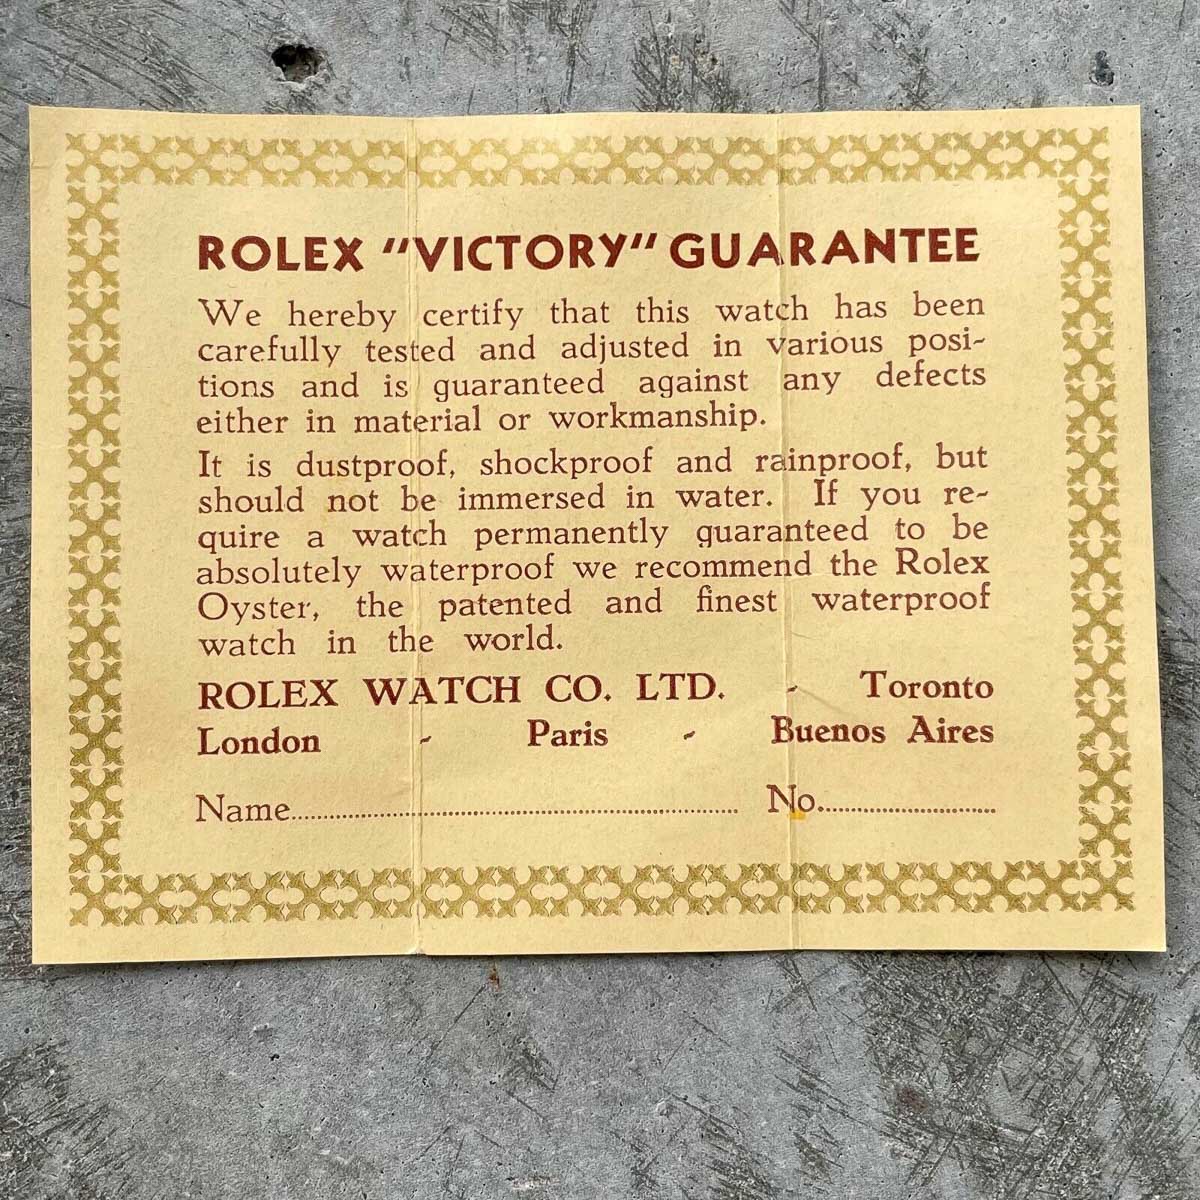 ROLEX "VICTORY" GUARANTEE
We hereby certify that this watch has been
carefully tested and adjusted in various posi-
tions and is guaranteed against any defects
either in material or workmanship.
It is dustproof, shockproof and rainproof, but
should not be immersed in water. If you re-
quire a watch permanently guaranteed to be
absolutely waterproof we recommend the Rolex
Oyster, the patented and finest waterproof
watch in the world.
ROLEX WATCH CO. LTD. - Toronto
London - Paris - Buenos Aires
Name........................................ No................